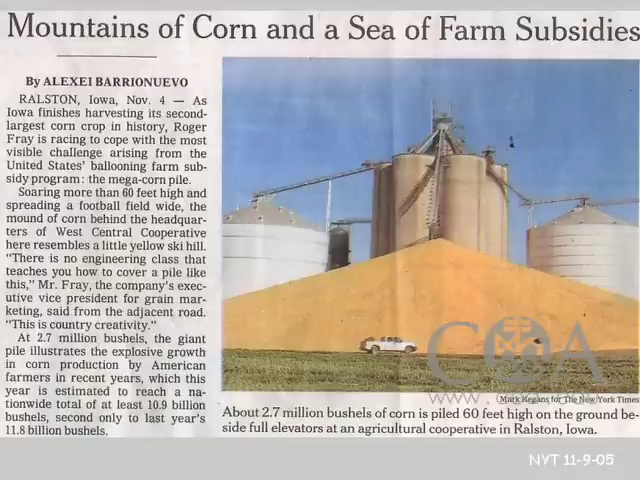 Mountains of Corn and a Sea of Farm Subsidies
By ALEXEI BARRIONUEVO
RALSTON, Iowa, Nov. 4 — As
Iowa finishes harvesting its second-
largest corn crop in history, Roger
Fray is racing to cope with the most
visible challenge arising from the
United States' ballooning farm sub-
sidy program: the mega-corn pile.
Soaring more than 60 feet high and
spreading a football field wide, the
mound of corn behind the headquar-
ters of West Central Cooperative
here resembles a little yellow ski hill.
"There is no engineering class that
teaches you how to cover a pile like
this," Mr. Fray, the company's exec-
utive vice president for grain mar-
keting, said from the adjacent road.
"This is country creativity."
At 2.7 million bushels, the giant
pile illustrates the explosive growth
in corn production by American
farmers in recent years, which this
year is estimated to reach a na-
tionwide total of at least 10.9 billion
bushels, second only to last year's
11.8 billion bushels.
Mark Kegans for The New York Times
About 2.7 million bushels of corn is piled 60 feet high on the ground be-
side full elevators at an agricultural cooperative in Ralston, Iowa.
NYT 11-9-05